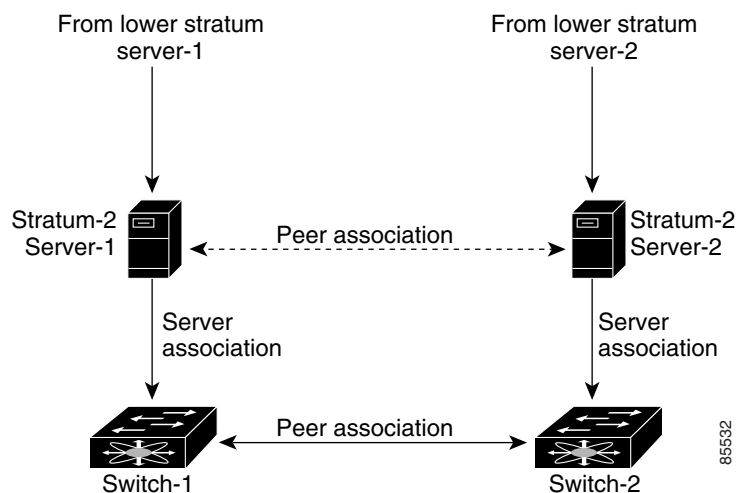 From lower stratum
server-1
From lower stratum
server-2
Stratum-2
Server-1
Peer association
Stratum-2
Server-2
Server
association
Server
association
Peer association
Switch-1
Switch-2
85532